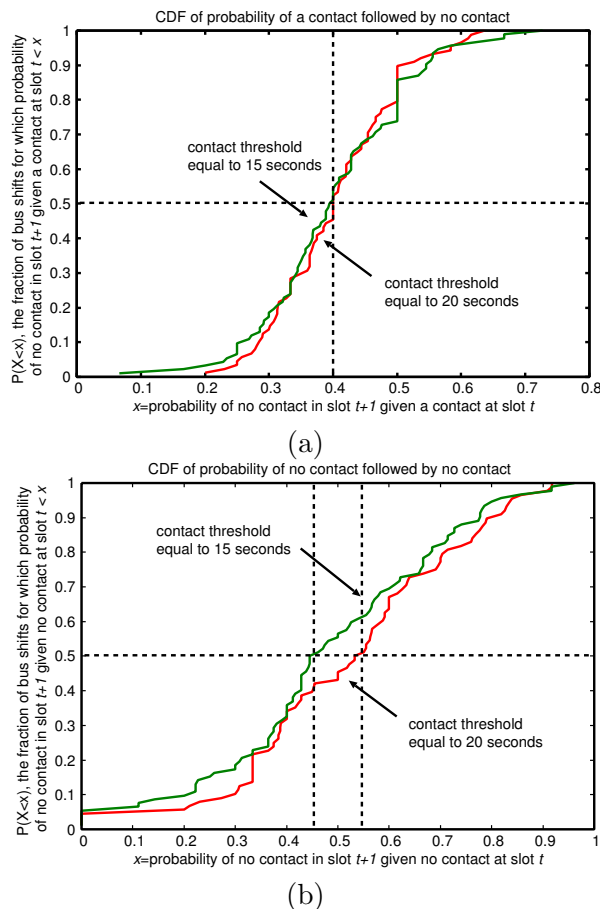 CDF of probability of a contact followed by no contact
P(X<x), the fraction of bus shifts for which probability
of no contact in slot t+1 given a contact at slot t < x
1
0.9
0.8
0.7
0.6
0.5
0.4
0.3
0.2
0.1
0
contact threshold
equal to 15 seconds
contact threshold
equal to 20 seconds
0 0.1 0.2 0.3 0.4 0.5 0.6 0.7 0.8
x=probability of no contact in slot t+1 given a contact at slot t
(a)
CDF of probability of no contact followed by no contact
P(X<x), the fraction of bus shifts for which probability
of no contact in slot t+1 given no contact at slot t < x
1
0.9
0.8
0.7
0.6
0.5
0.4
0.3
0.2
0.1
0
contact threshold
equal to 15 seconds
contact threshold
equal to 20 seconds
0 0.1 0.2 0.3 0.4 0.5 0.6 0.7 0.8 0.9 1
x=probability of no contact in slot t+1 given no contact at slot t
(b)